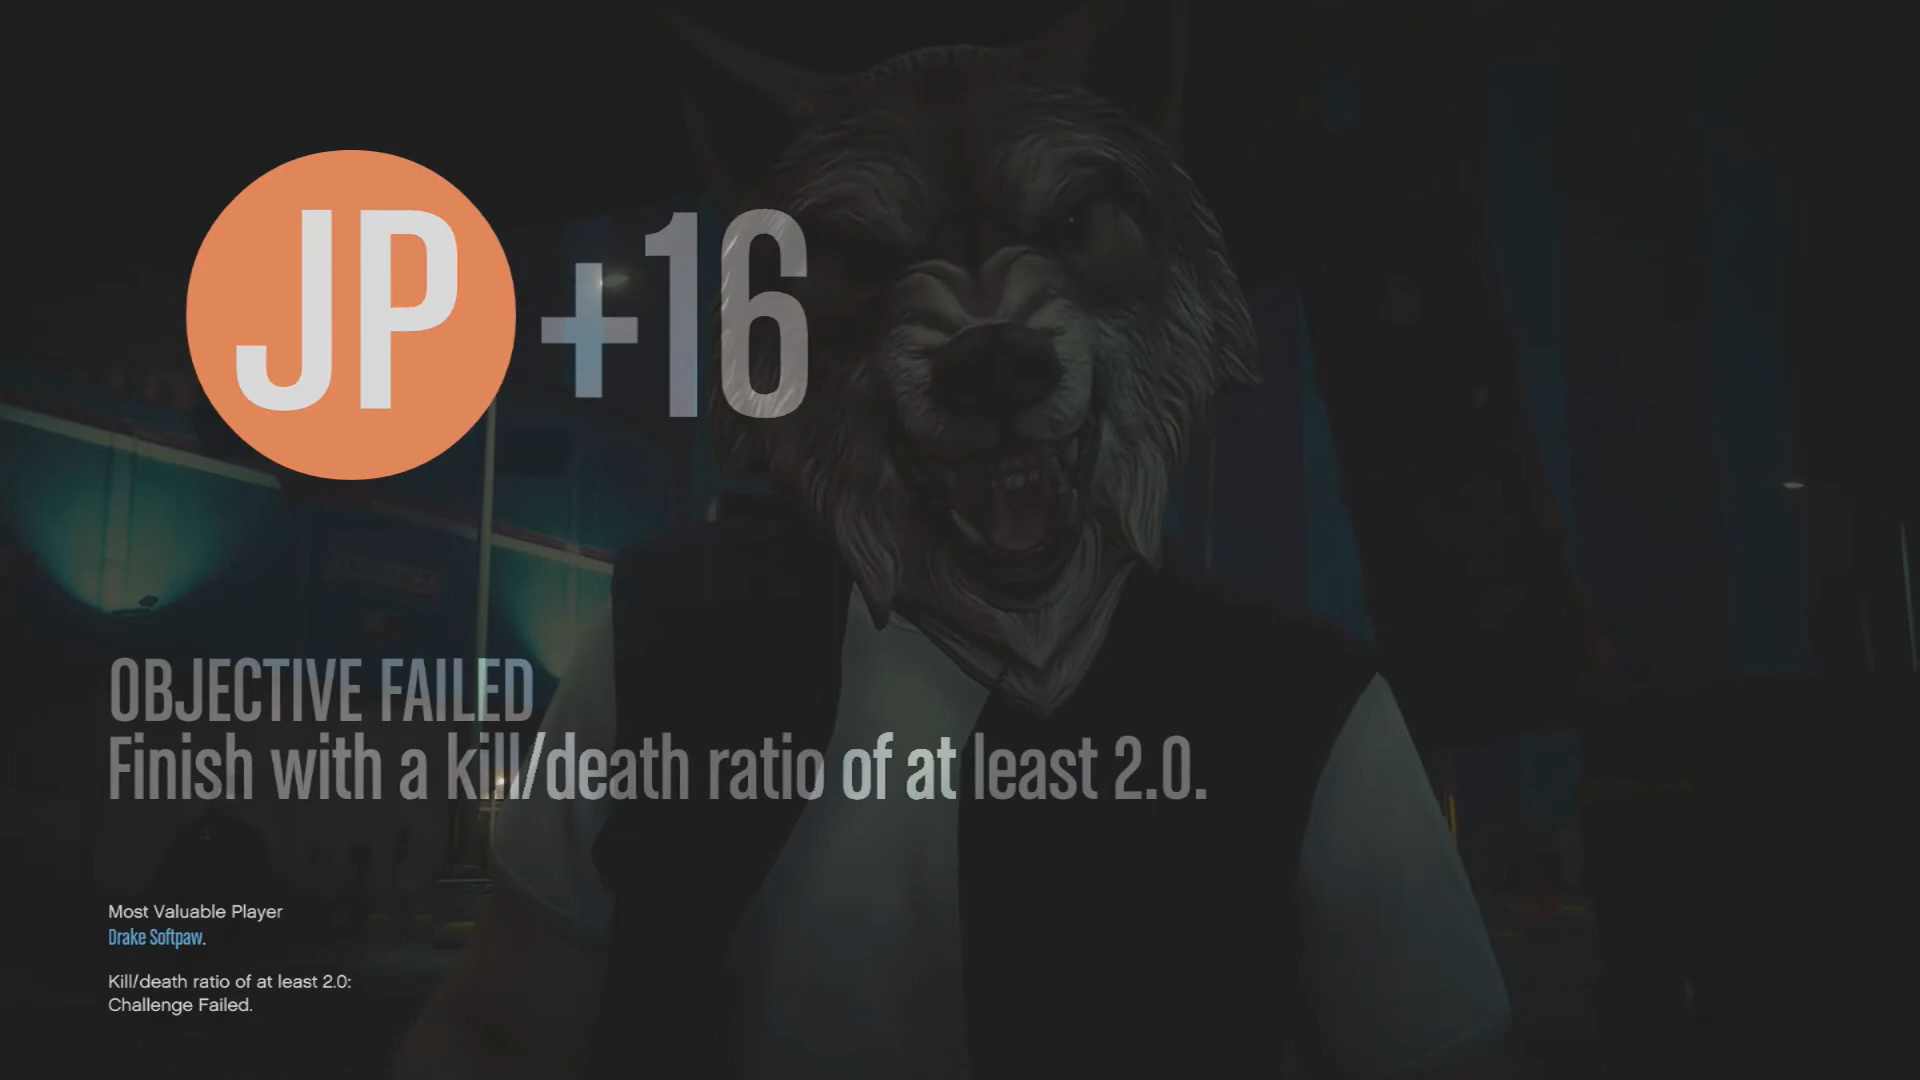 JP +16
OBJECTIVE FAILED
Finish with a kill/death ratio of at least 2.0.
Most Valuable Player
Drake Softpaw.
Kill/death ratio of at least 2.0:
Challenge Failed.